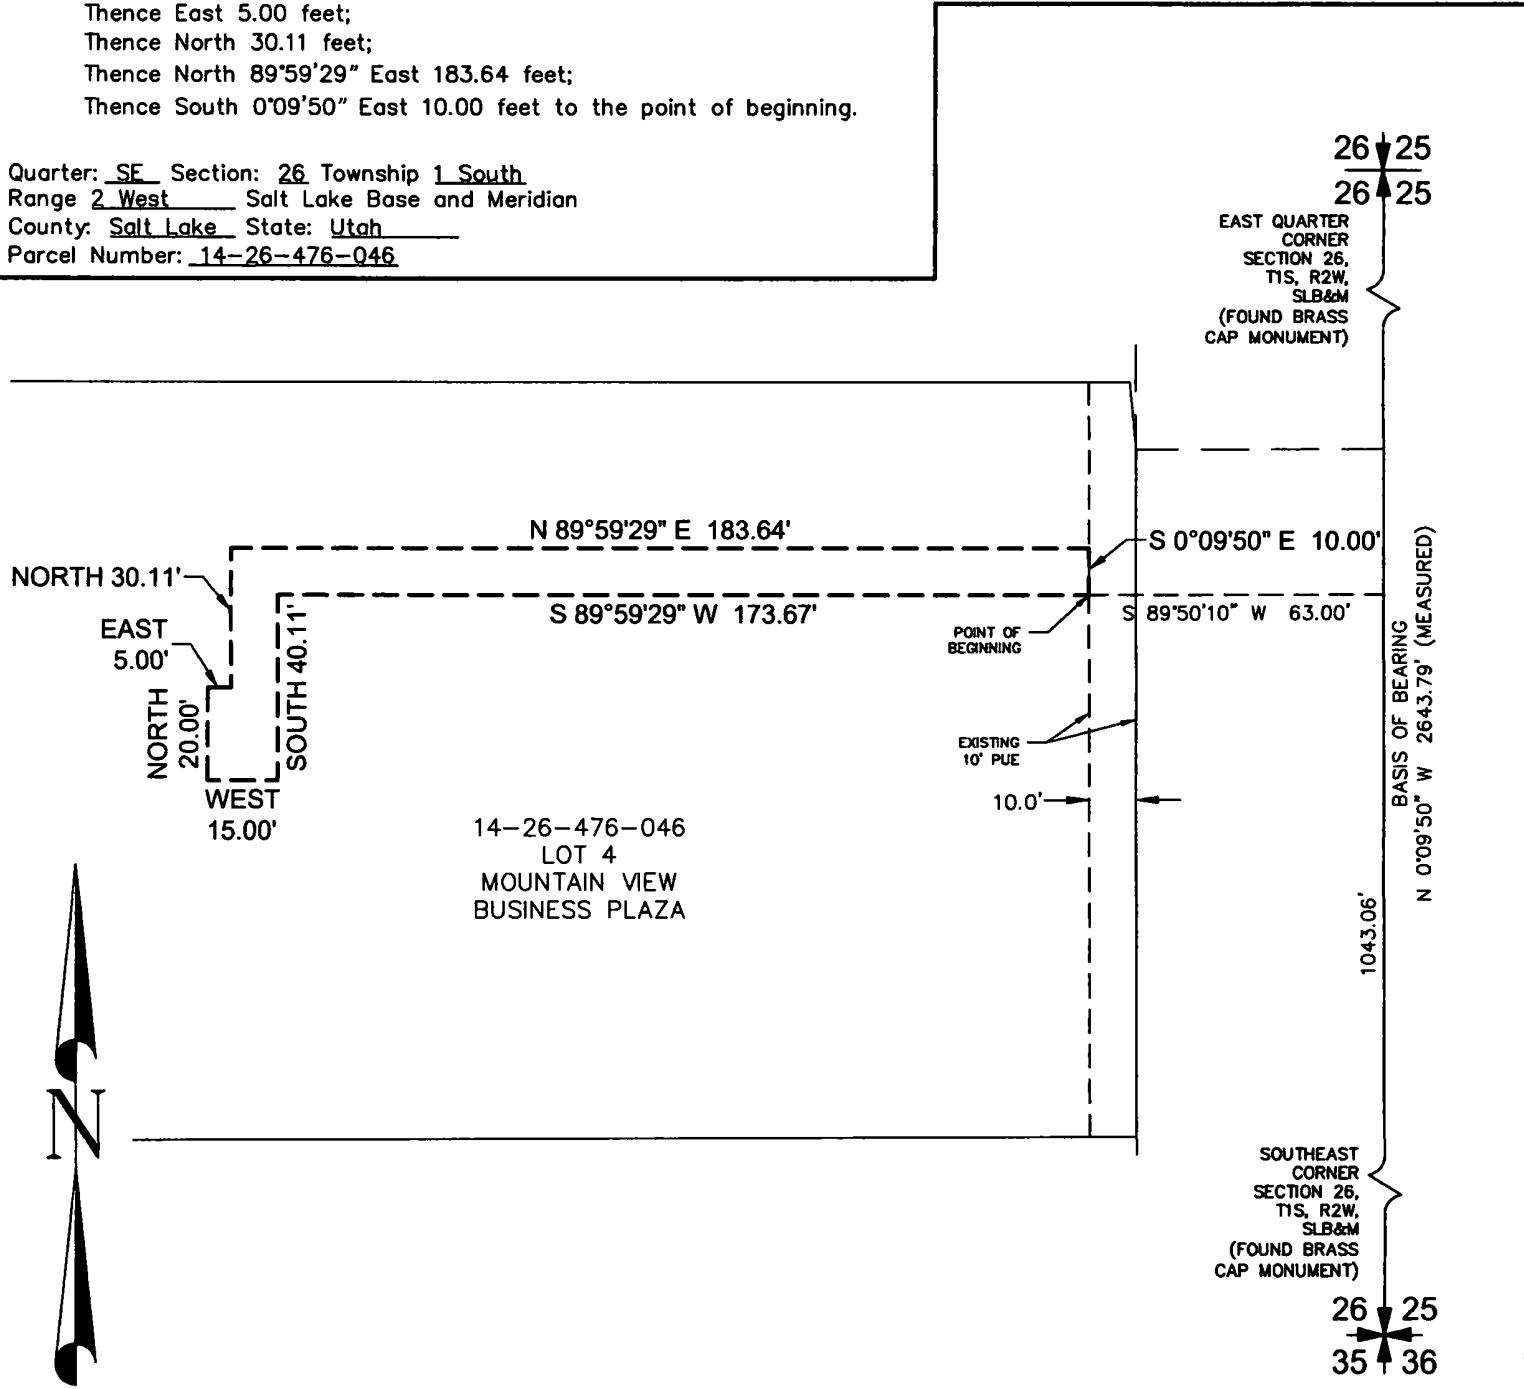 Thence East 5.00 feet;
Thence North 30.11 feet;
Thence North 89°59'29" East 183.64 feet;
Thence South 0°09'50" East 10.00 feet to the point of beginning.
Quarter: SE Section: 26 Township 1 South
Range 2 West Salt Lake Base and Meridian
County: Salt Lake State: Utah
Parcel Number: 14-26-476-046
26 25
26 25
EAST QUARTER
CORNER
SECTION 26,
T1S, R2W,
SLB&M
(FOUND BRASS
CAP MONUMENT)
N 89°59'29" E 183.64'
S 0°09'50" E 10.00'
NORTH 30.11'
S 89°59'29" W 173.67'
S 89°50'10" W 63.00'
EAST
5.00'
POINT OF
BEGINNING
SOUTH 40.11'
NORTH
20.00'
WEST
15.00'
EXISTING
10' PUE
10.0'
BASIS OF BEARING
N 0°09'50" W 2643.79' (MEASURED)
1043.06'
14-26-476-046
LOT 4
MOUNTAIN VIEW
BUSINESS PLAZA
N
SOUTHEAST
CORNER
SECTION 26,
T1S, R2W,
SLB&M
(FOUND BRASS
CAP MONUMENT)
26 25
35 36